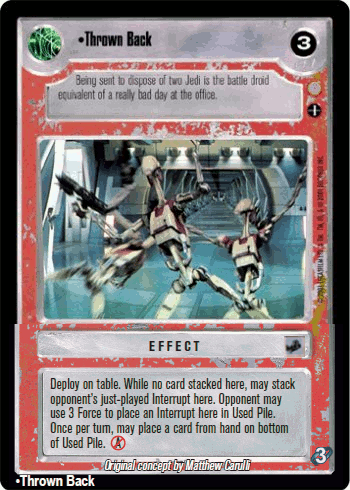 •Thrown Back
3
Being sent to dispose of two Jedi is the battle droid
equivalent of a really bad day at the office.
EFFECT
Deploy on table. While no card stacked here, may stack
opponent's just-played Interrupt here. Opponent may
use 3 Force to place an Interrupt here in Used Pile.
Once per turn, may place a card from hand on bottom
of Used Pile. A
3
Original concept by Matthew Carulli
•Thrown Back